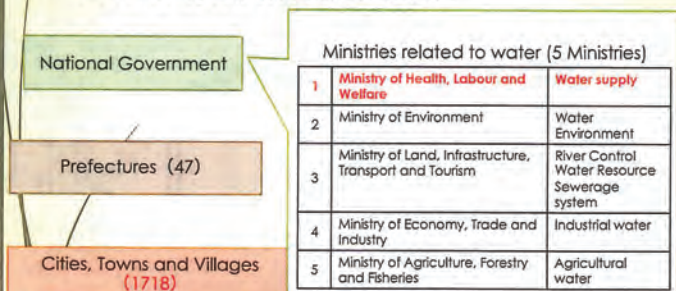 National Government
Prefectures (47)
Cities, Towns and Villages
(1718)
Ministries related to water (5 Ministries)
1 Ministry of Health, Labour and Welfare Water supply
2 Ministry of Environment Water Environment
3 Ministry of Land, Infrastructure, Transport and Tourism River Control Water Resource Sewerage system
4 Ministry of Economy, Trade and Industry Industrial water
5 Ministry of Agriculture, Forestry and Fisheries Agricultural water